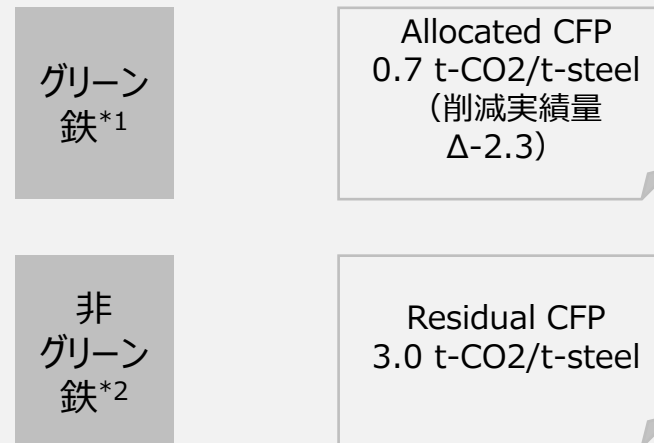 グリーン
鉄*1
Allocated CFP
0.7 t-CO2/t-steel
（削減実績量
Δ-2.3）
非
グリーン
鉄*2
Residual CFP
3.0 t-CO2/t-steel